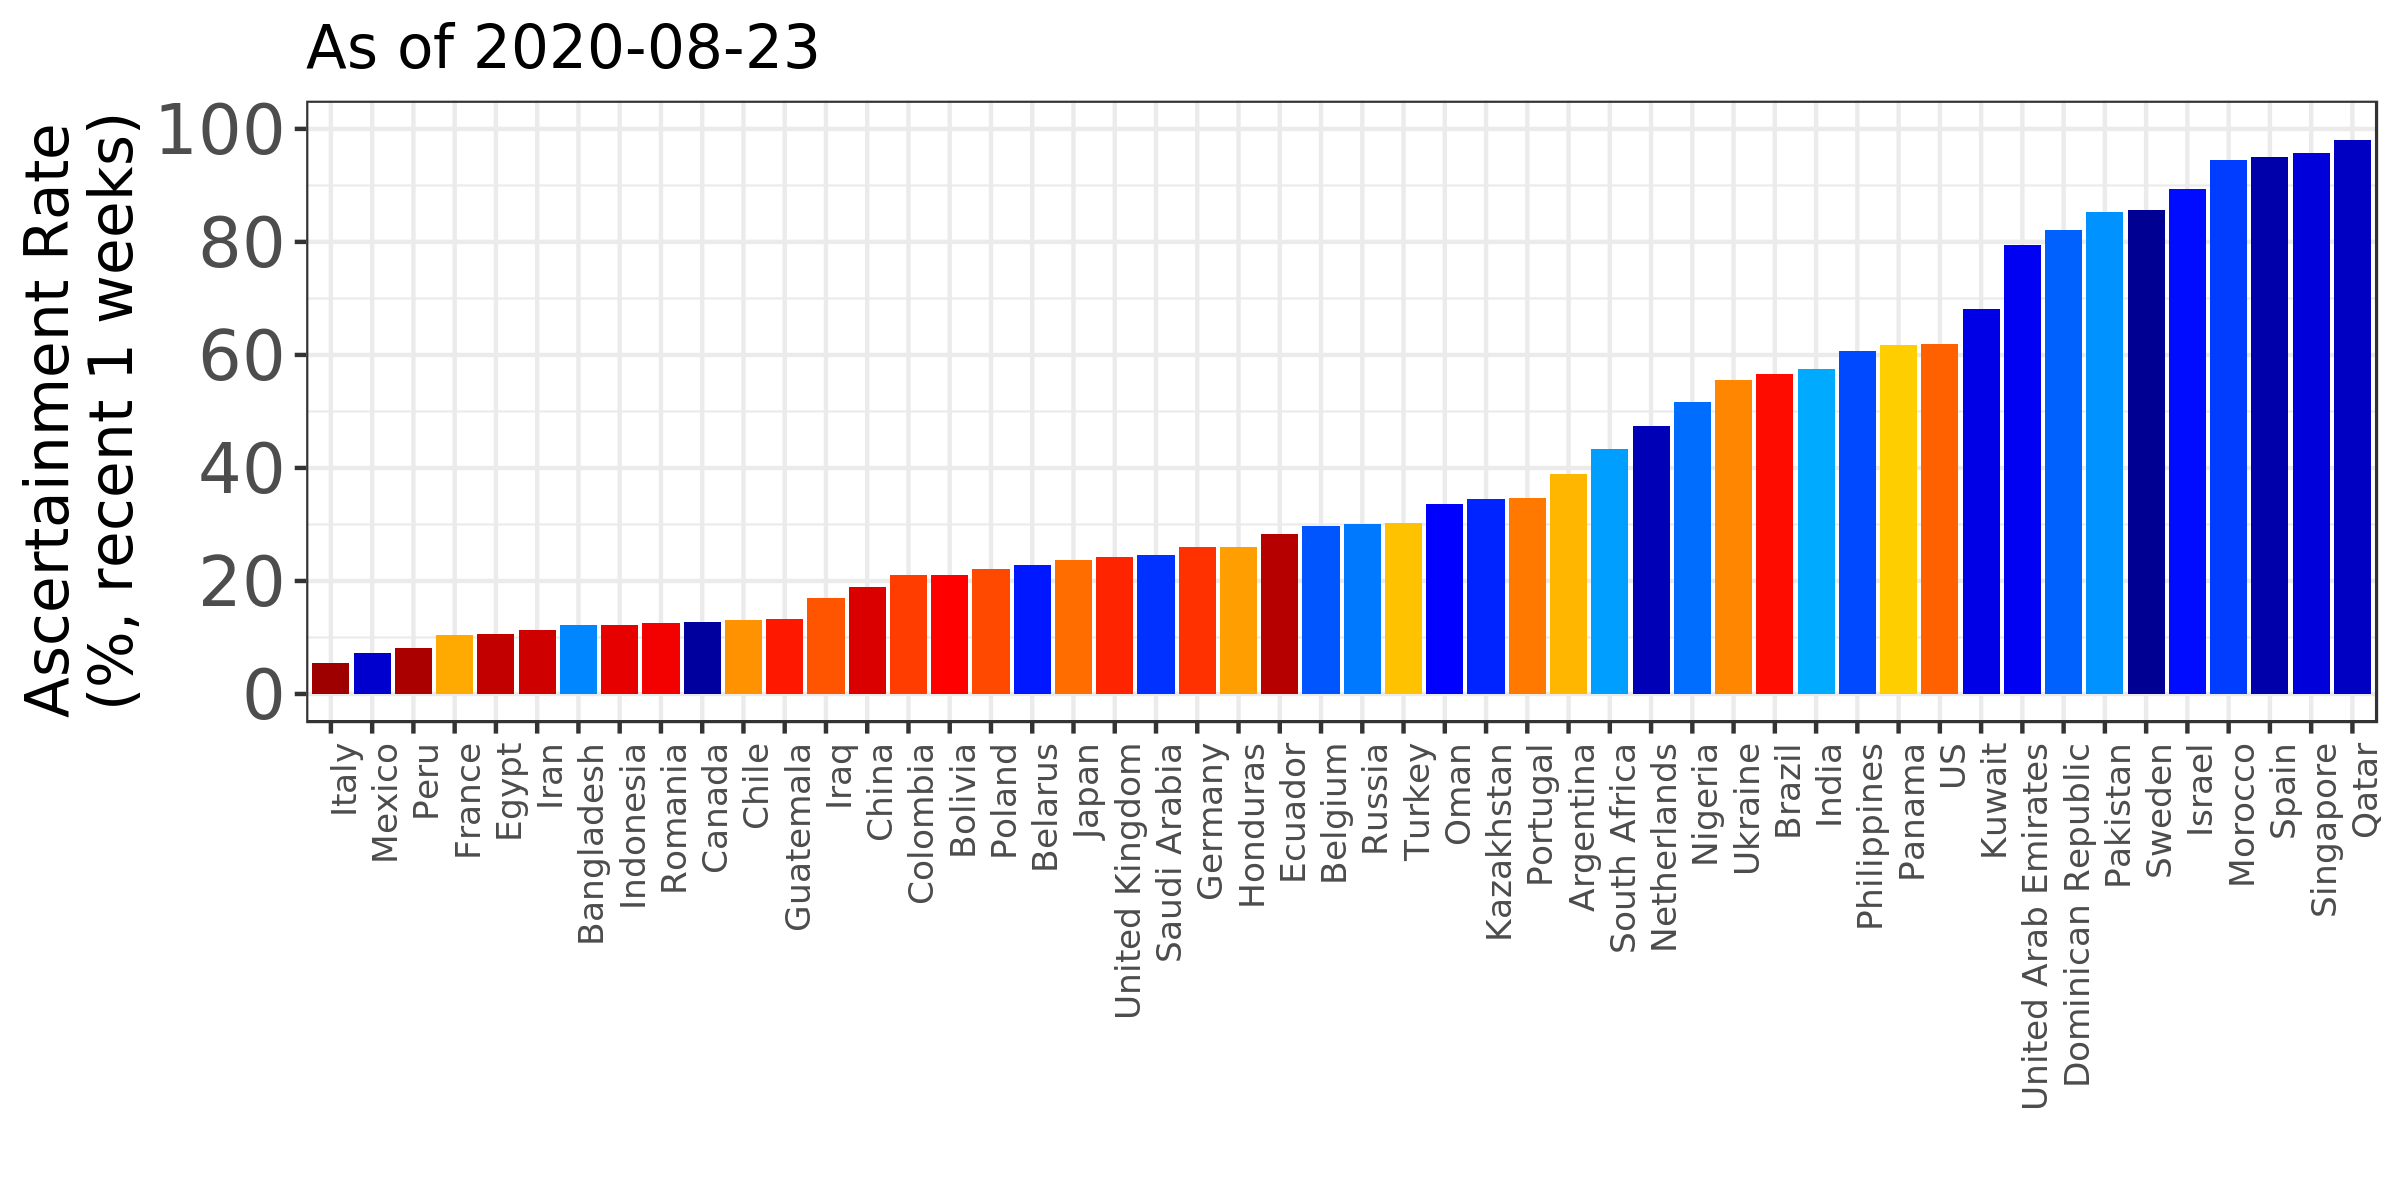 As of 2020-08-23
Ascertainment Rate
(%, recent 1 weeks)
100
80
60
40
20
0
Italy
Mexico
Peru
France
Egypt
Iran
Bangladesh
Indonesia
Romania
Canada
Chile
Guatemala
Iraq
China
Colombia
Bolivia
Poland
Belarus
Japan
United Kingdom
Saudi Arabia
Germany
Honduras
Ecuador
Belgium
Russia
Turkey
Oman
Kazakhstan
Portugal
Argentina
South Africa
Netherlands
Nigeria
Ukraine
Brazil
India
Philippines
Panama
US
Kuwait
United Arab Emirates
Dominican Republic
Pakistan
Sweden
Israel
Morocco
Spain
Singapore
Qatar